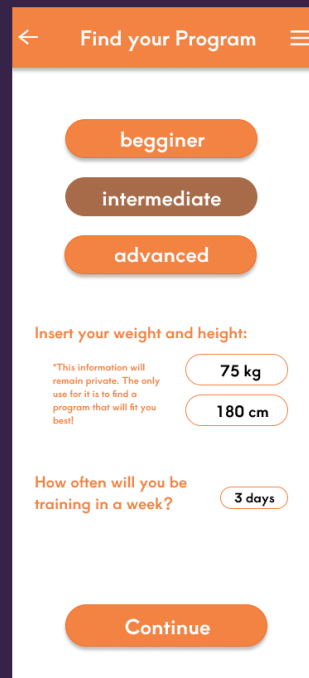 Find your Program
begginer
intermediate
advanced
Insert your weight and height:
*This information will
remain private. The only
use for it is to find a
program that will fit you
best!
75 kg
180 cm
How often will you be
training in a week?
3 days
Continue